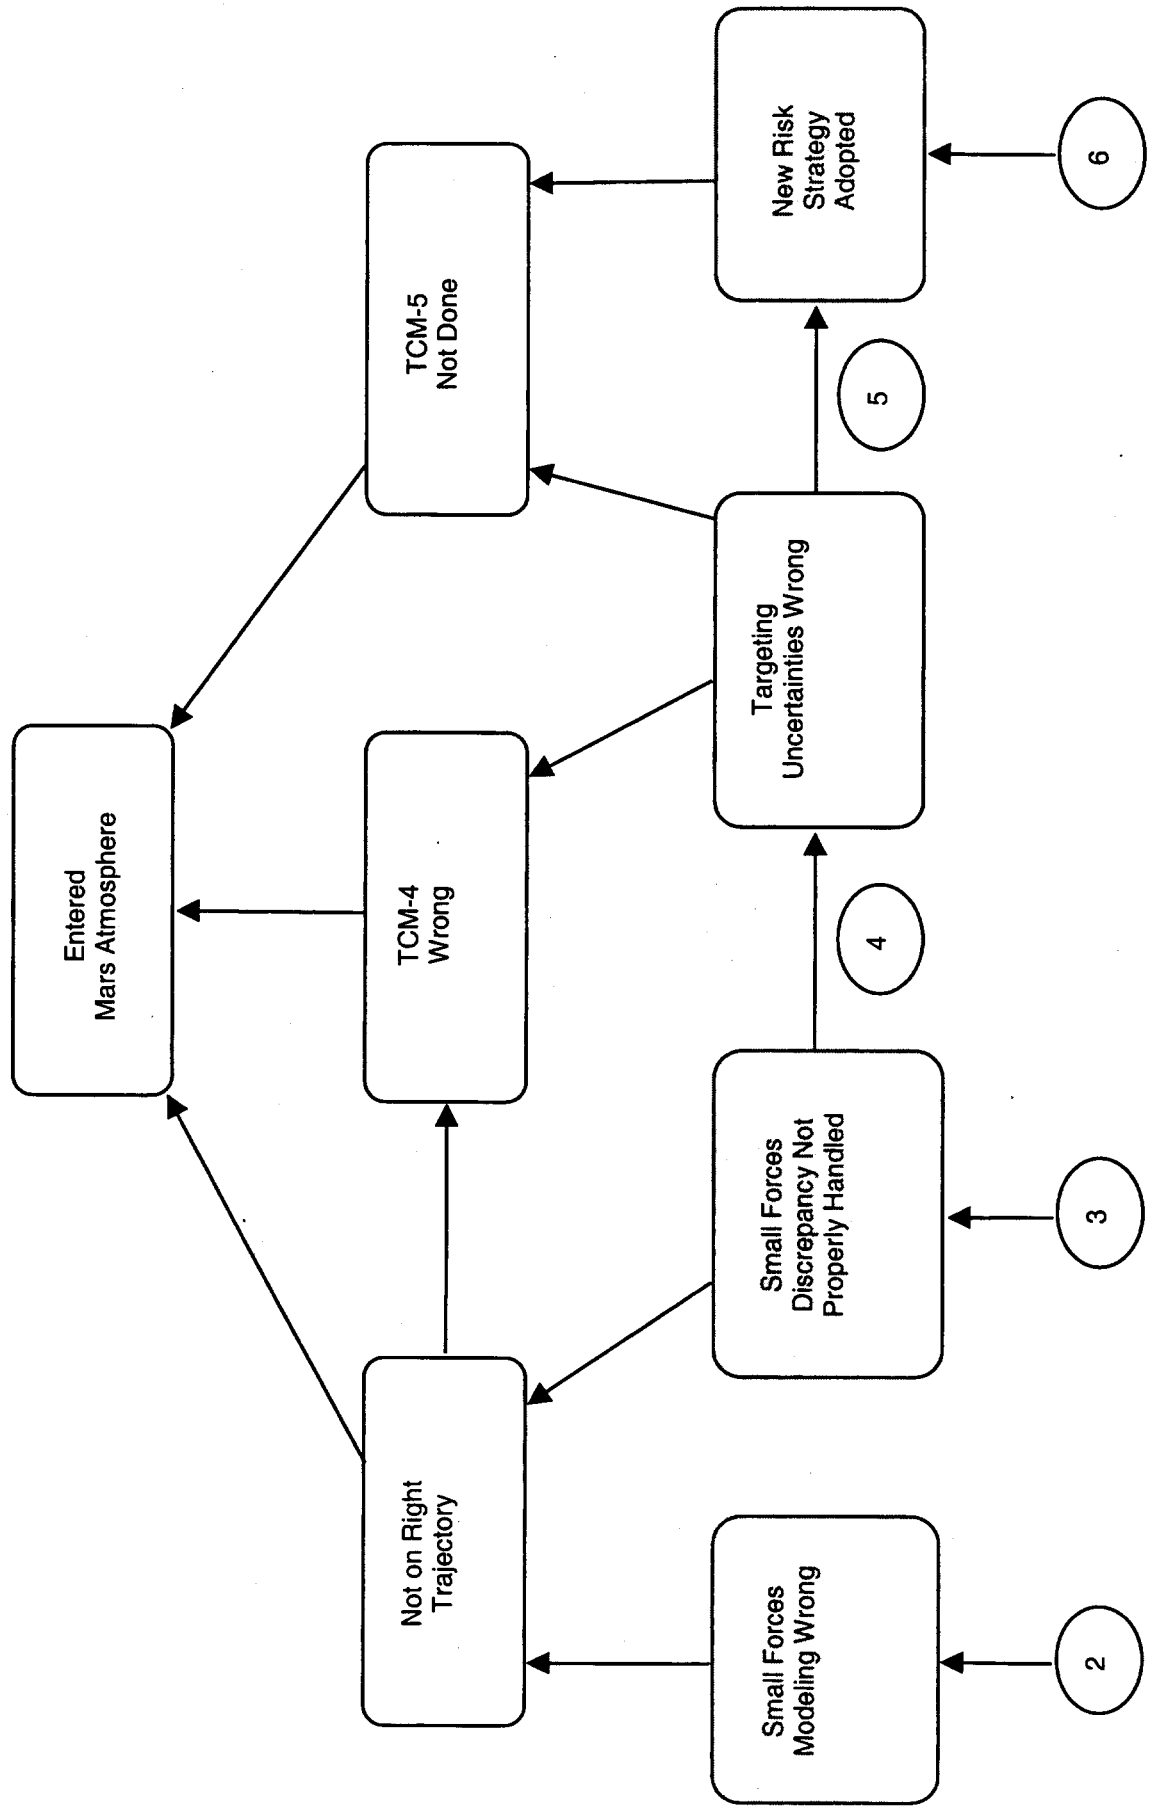 Entered
Mars Atmosphere
Not on Right
Trajectory
TCM-4
Wrong
TCM-5
Not Done
Small Forces
Modeling Wrong
Small Forces
Discrepancy Not
Properly Handled
Targeting
Uncertainties Wrong
New Risk
Strategy
Adopted
4
5
2
3
6